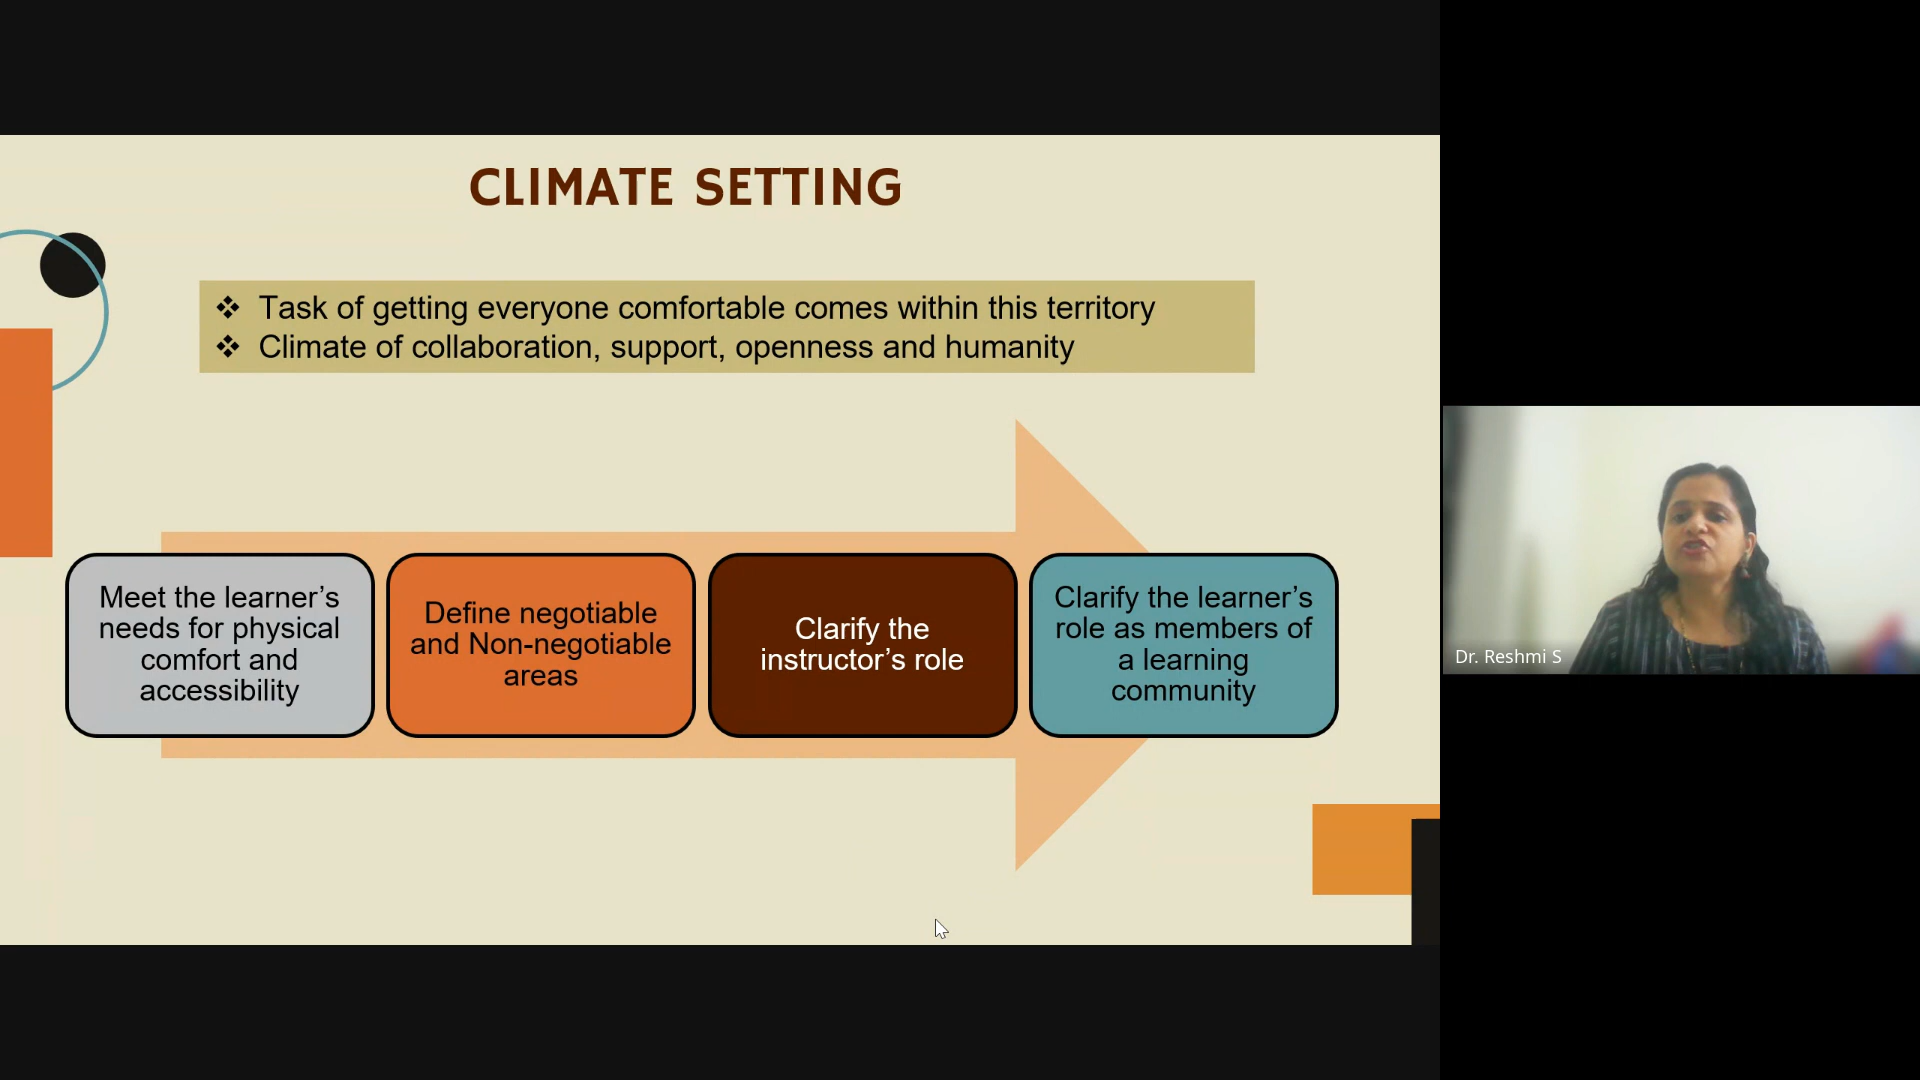 CLIMATE SETTING
❖ Task of getting everyone comfortable comes within this territory
❖ Climate of collaboration, support, openness and humanity
Meet the learner’s
needs for physical
comfort and
accessibility
Define negotiable
and Non-negotiable
areas
Clarify the
instructor’s role
Clarify the learner’s
role as members of
a learning
community
Dr. Reshmi S